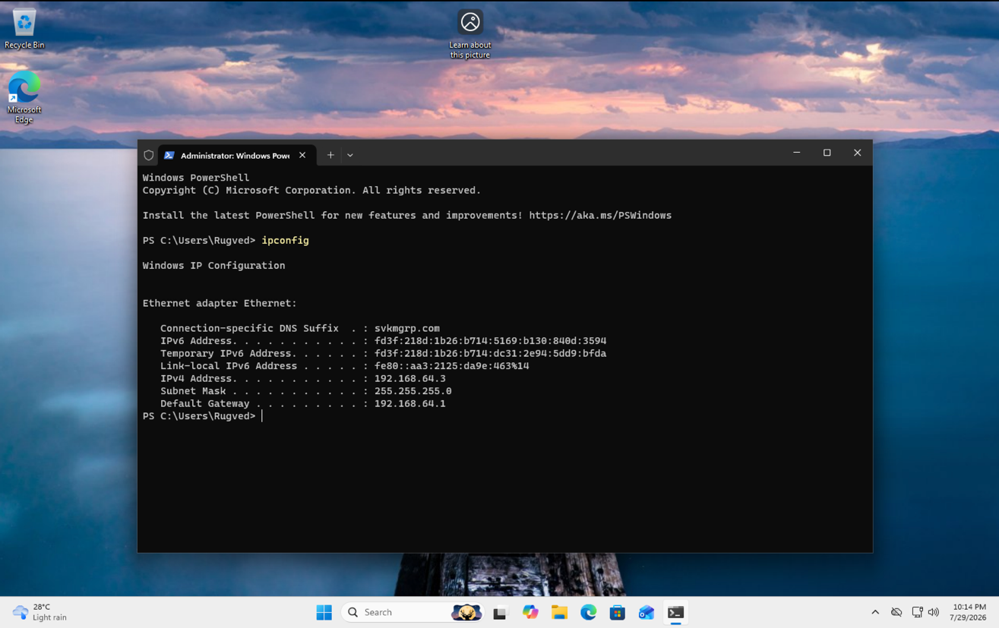 Recycle Bin
Learn about
this picture
Microsoft
Edge
Administrator: Windows Powe
Windows PowerShell
Copyright (C) Microsoft Corporation. All rights reserved.
Install the latest PowerShell for new features and improvements! https://aka.ms/PSWindows
PS C:\Users\Rugved> ipconfig
Windows IP Configuration
Ethernet adapter Ethernet:
Connection-specific DNS Suffix  . : svkmgrp.com
IPv6 Address. . . . . . . . . . . : fd3f:218d:1b26:b714:5169:b130:840d:3594
Temporary IPv6 Address. . . . . . : fd3f:218d:1b26:b714:dc31:2e94:5dd9:bfda
Link-local IPv6 Address . . . . . : fe80::aa3:2125:da9e:463%14
IPv4 Address. . . . . . . . . . . : 192.168.64.3
Subnet Mask . . . . . . . . . . . : 255.255.255.0
Default Gateway . . . . . . . . . : 192.168.64.1
PS C:\Users\Rugved>
28°C
Light rain
Search
10:14 PM
7/29/2026